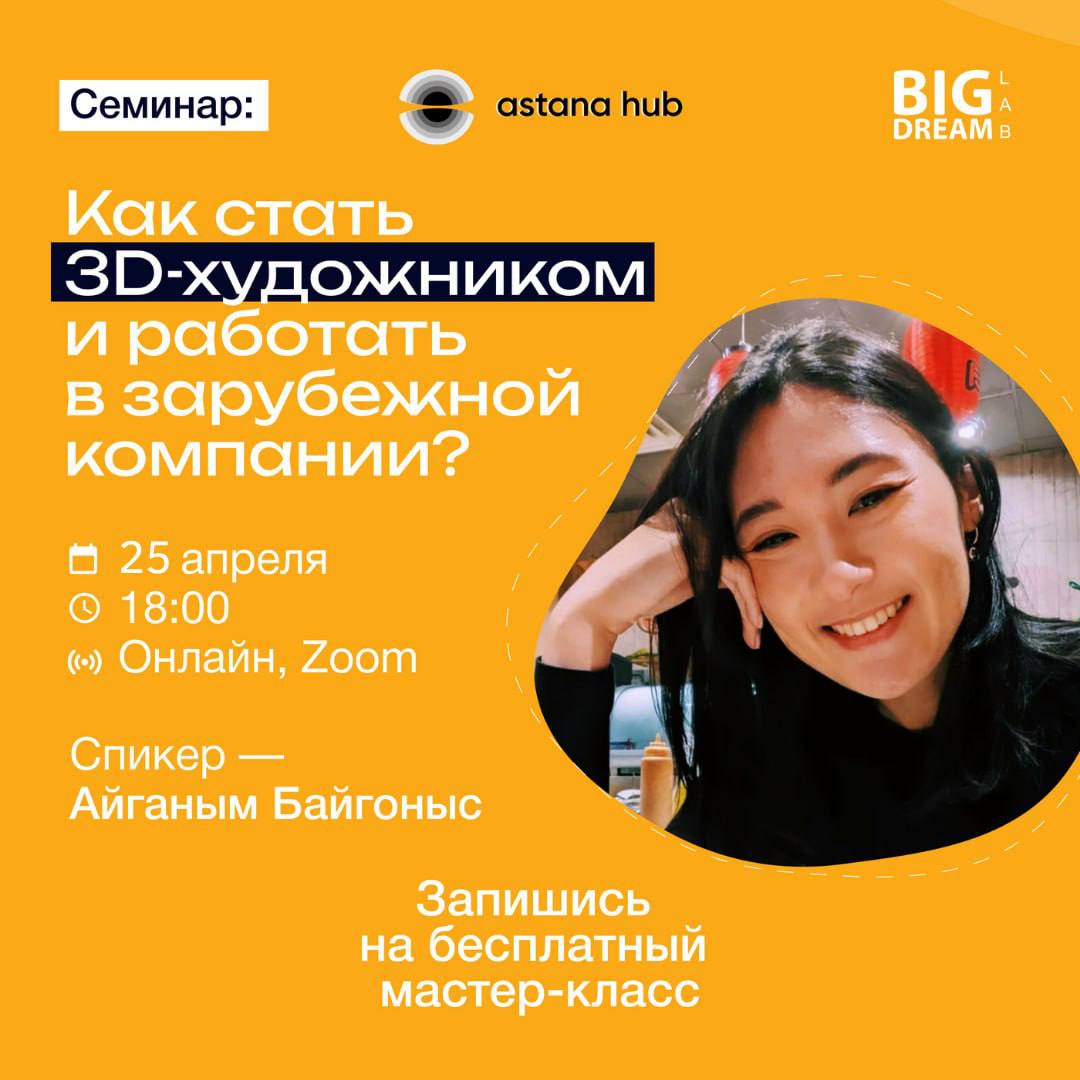 Семинар:
astana hub
BIG
DREAM
LAB
Как стать
3D-художником
и работать
в зарубежной
компании?
25 апреля
18:00
Онлайн, Zoom
Спикер —
Айганым Байгоныс
Запишись
на бесплатный
мастер-класс